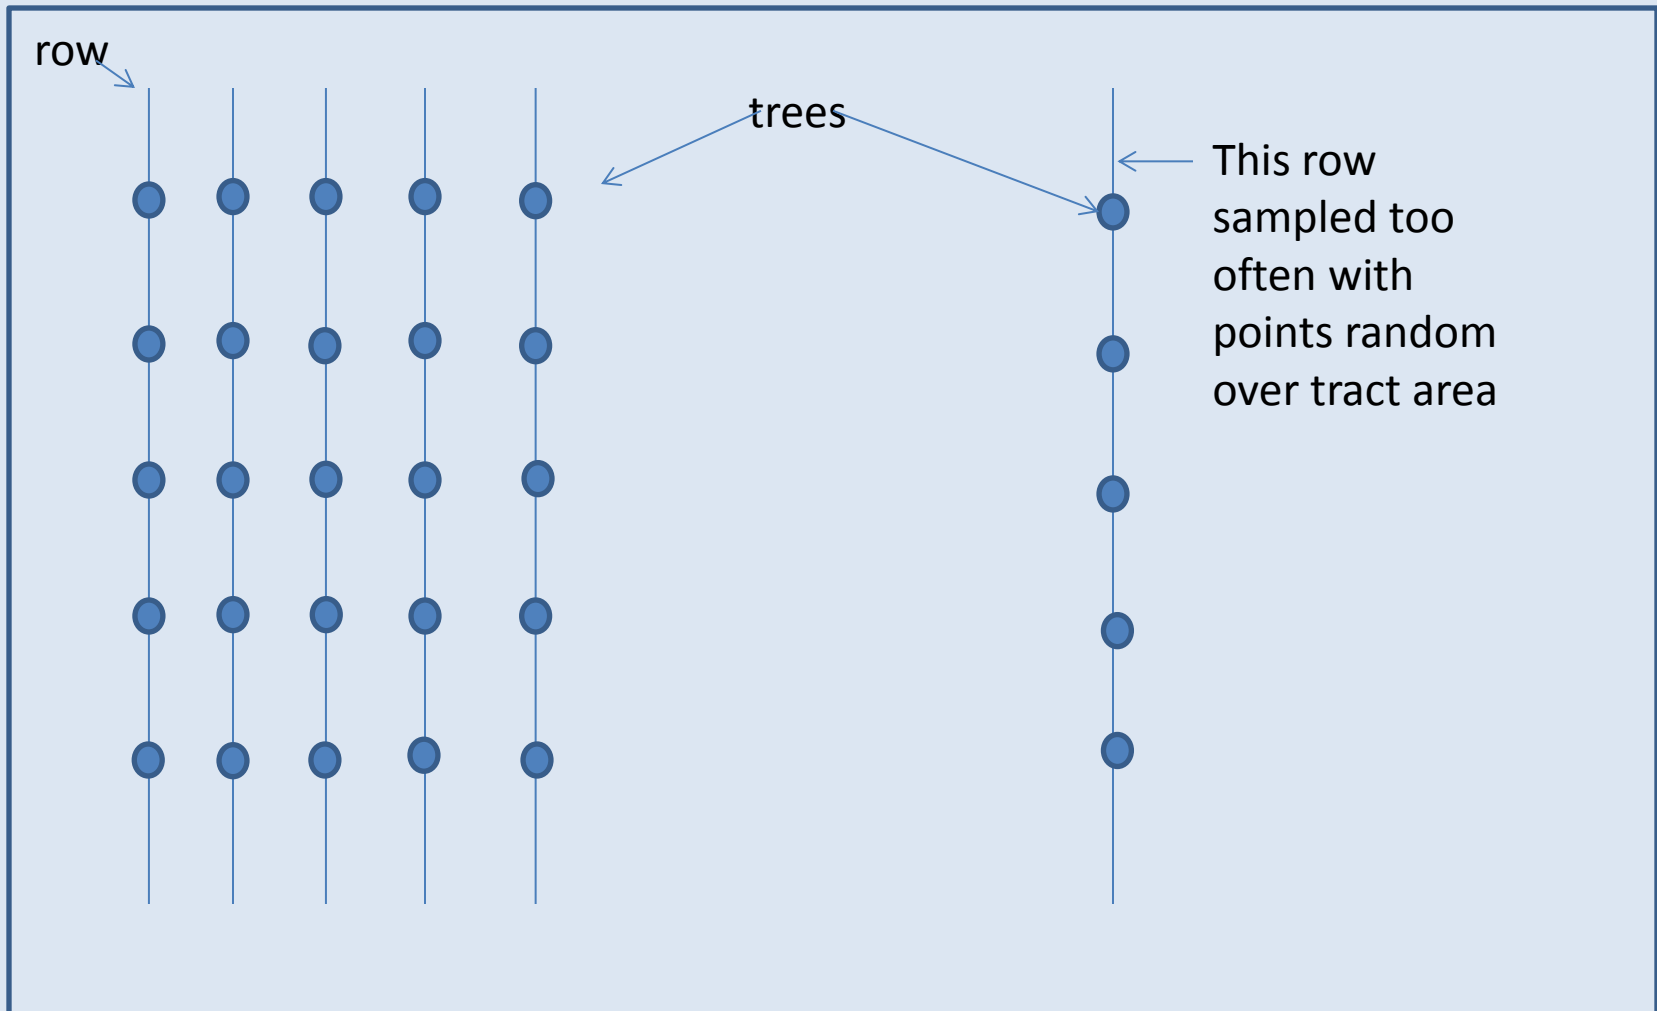 row
trees
This row
sampled too
often with
points random
over tract area